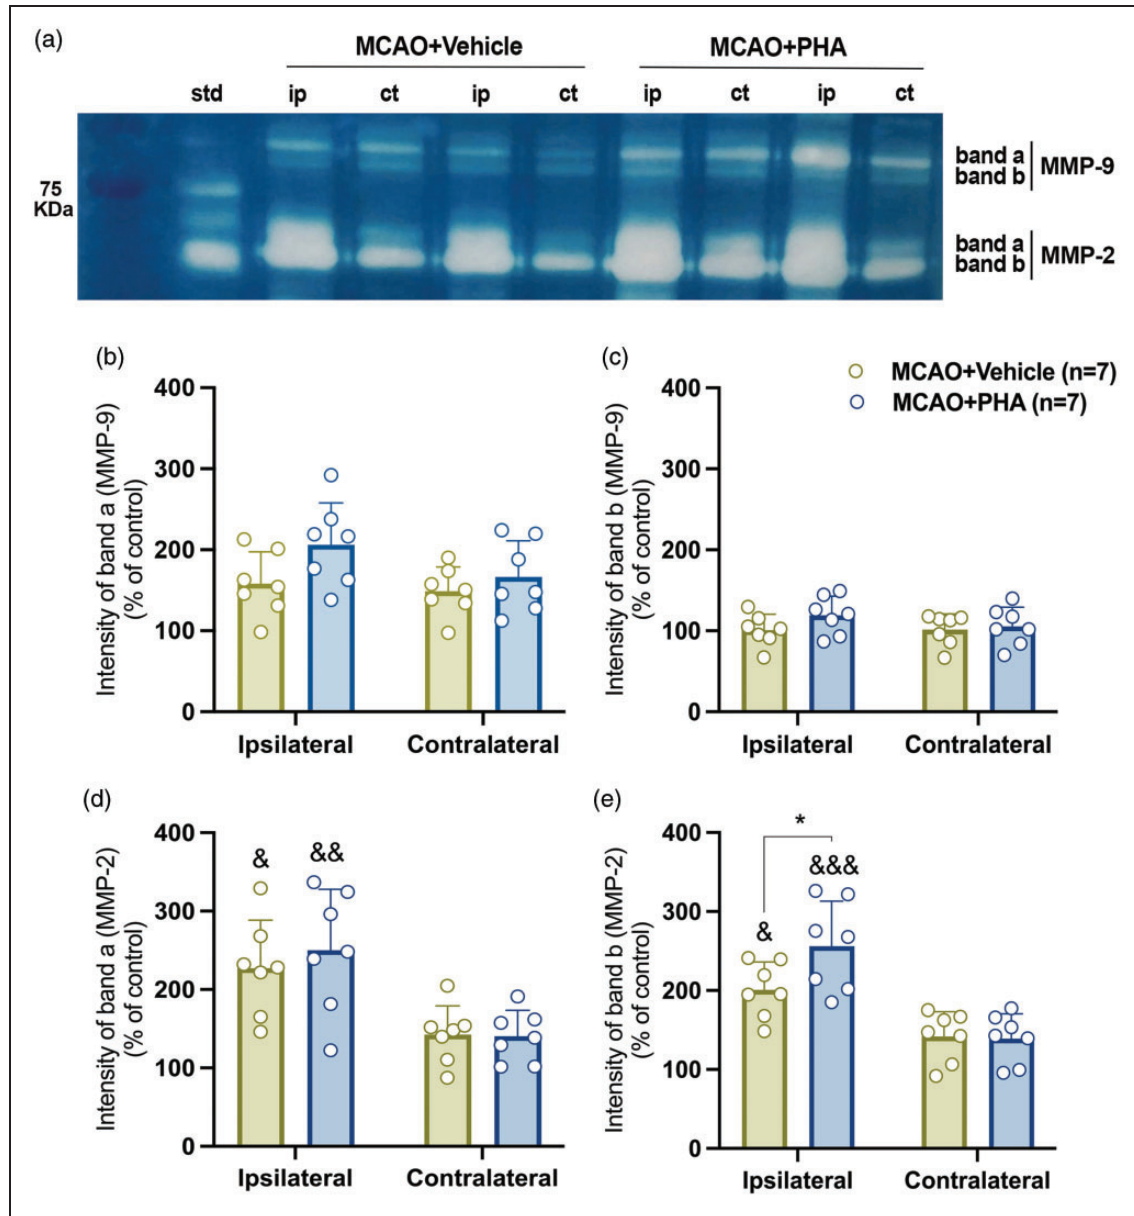 (a)
MCAO+Vehicle MCAO+PHA
std ip ct ip ct ip ct ip ct
75
KDa
band a
band b
MMP-9
band a
band b
MMP-2
(b)
Intensity of band a (MMP-9)
(% of control)
400
300
200
100
0
Ipsilateral Contralateral
(c)
MCAO+Vehicle (n=7)
MCAO+PHA (n=7)
Intensity of band b (MMP-9)
(% of control)
400
300
200
100
0
Ipsilateral Contralateral
(d)
Intensity of band a (MMP-2)
(% of control)
400
300
200
100
0
& &&
Ipsilateral Contralateral
(e)
Intensity of band b (MMP-2)
(% of control)
400
300
200
100
0
*
&&&
&
Ipsilateral Contralateral